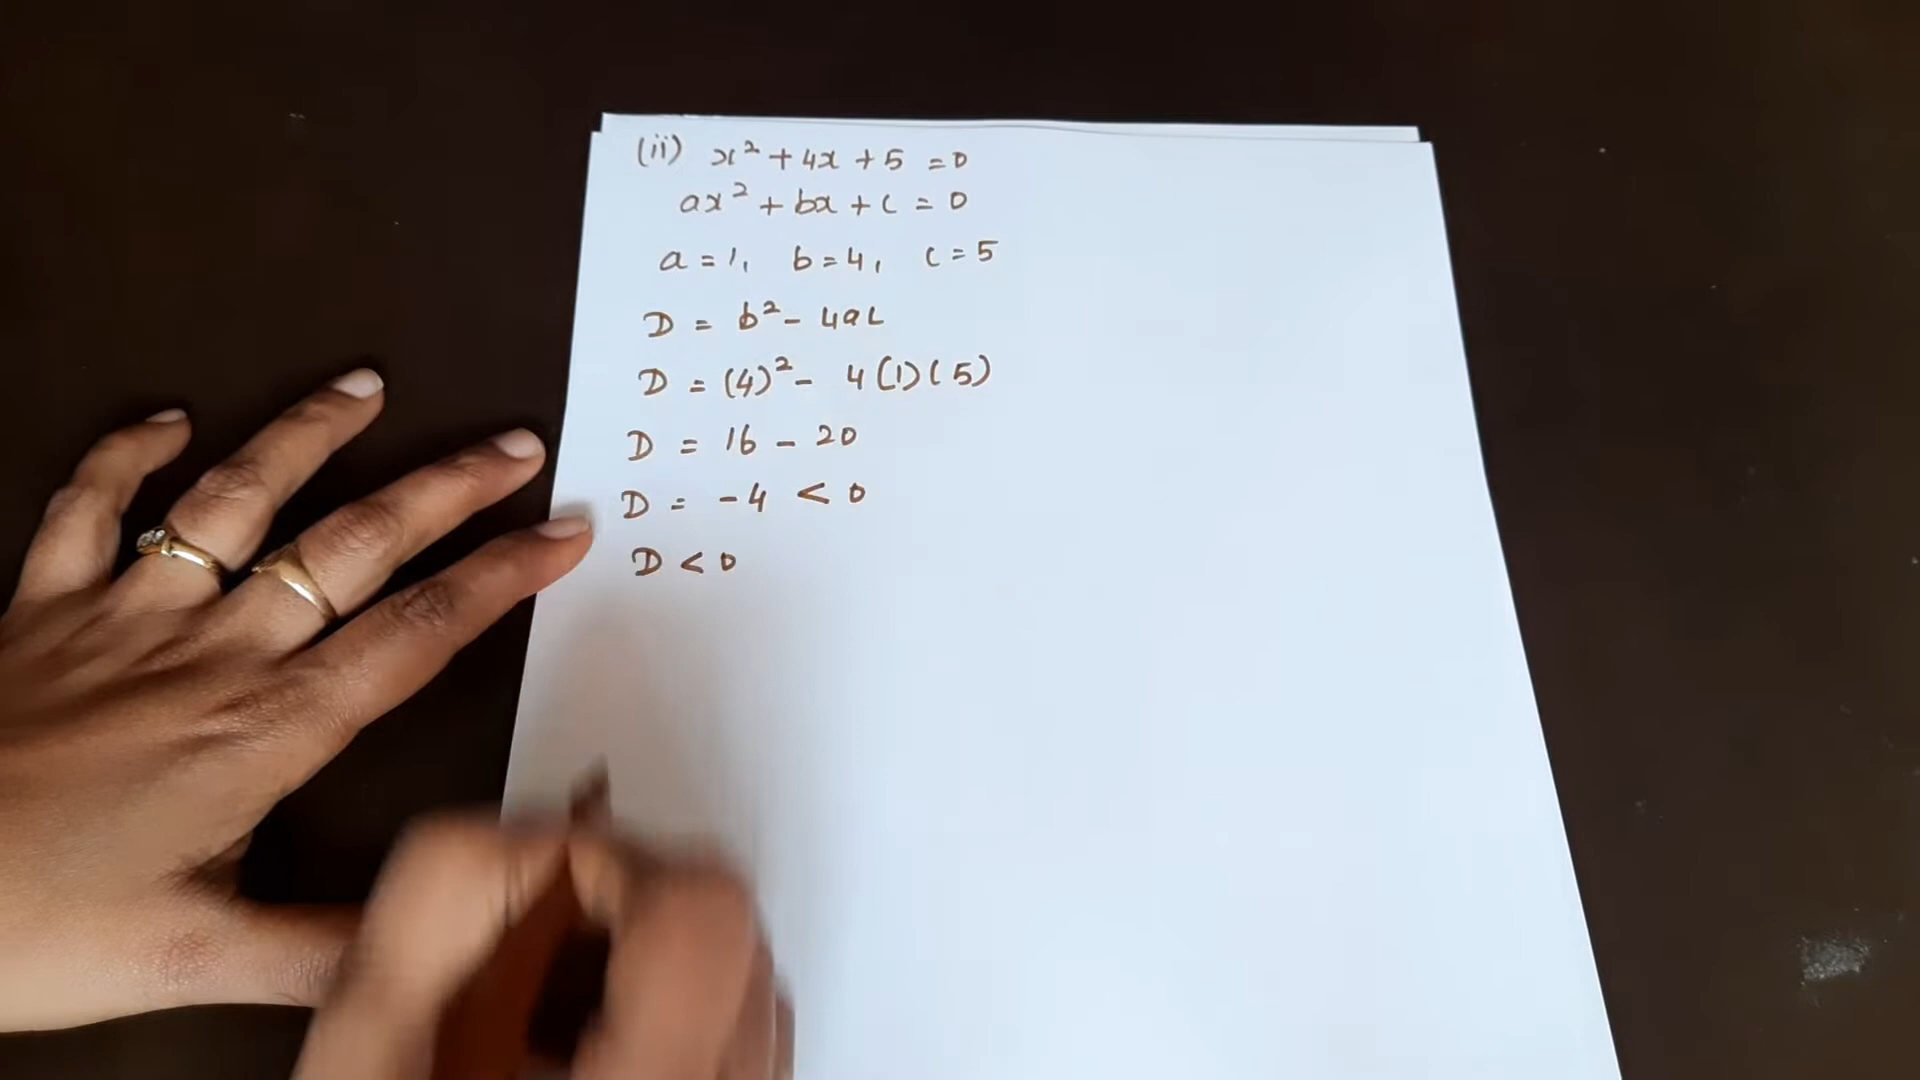 (ii) x² + 4x + 5 = 0
ax² + bx + c = 0
a = 1, b = 4, c = 5
D = b² - 4ac
D = (4)² - 4(1)(5)
D = 16 - 20
D = -4 < 0
D < 0